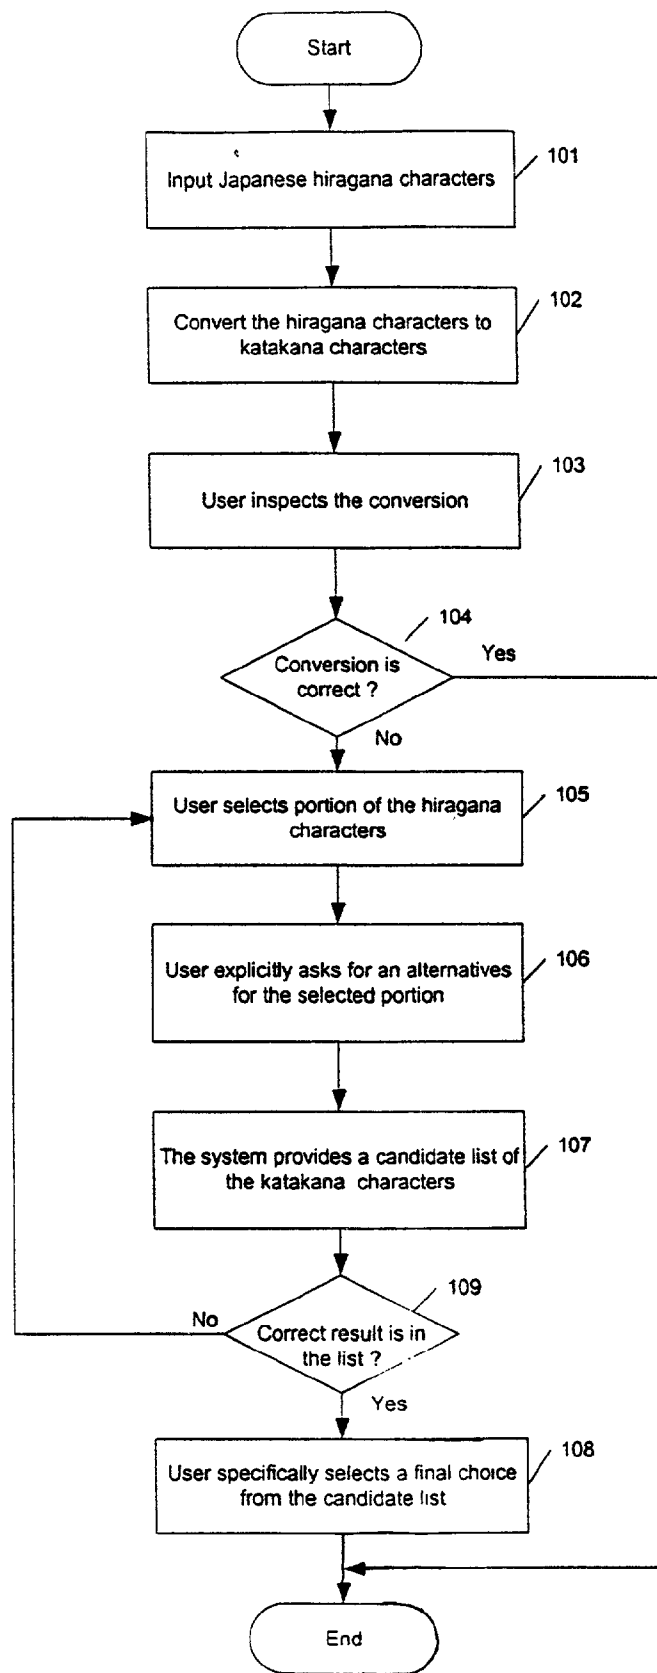 Start
101
Input Japanese hiragana characters
102
Convert the hiragana characters to
katakana characters
103
User inspects the conversion
104
Conversion is
correct ?
Yes
No
105
User selects portion of the hiragana
characters
106
User explicitly asks for an alternatives
for the selected portion
107
The system provides a candidate list of
the katakana characters
109
No
Correct result is in
the list ?
Yes
108
User specifically selects a final choice
from the candidate list
End